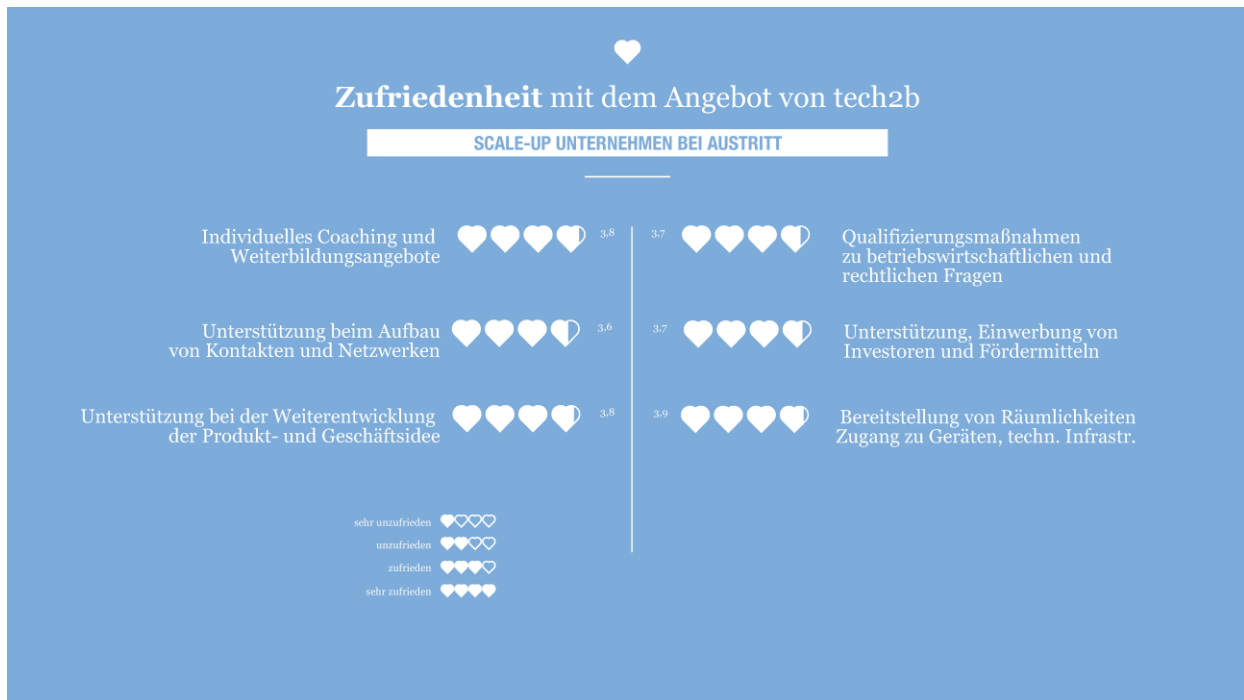 Zufriedenheit mit dem Angebot von tech2b
SCALE-UP UNTERNEHMEN BEI AUSTRITT
Individuelles Coaching und
Weiterbildungsangebote
3,8
Unterstützung beim Aufbau
von Kontakten und Netzwerken
3,6
Unterstützung bei der Weiterentwicklung
der Produkt- und Geschäftsidee
3,8
3,7
Qualifizierungsmaßnahmen
zu betriebswirtschaftlichen und
rechtlichen Fragen
3,7
Unterstützung, Einwerbung von
Investoren und Fördermitteln
3,9
Bereitstellung von Räumlichkeiten
Zugang zu Geräten, techn. Infrastr.
sehr unzufrieden
unzufrieden
zufrieden
sehr zufrieden